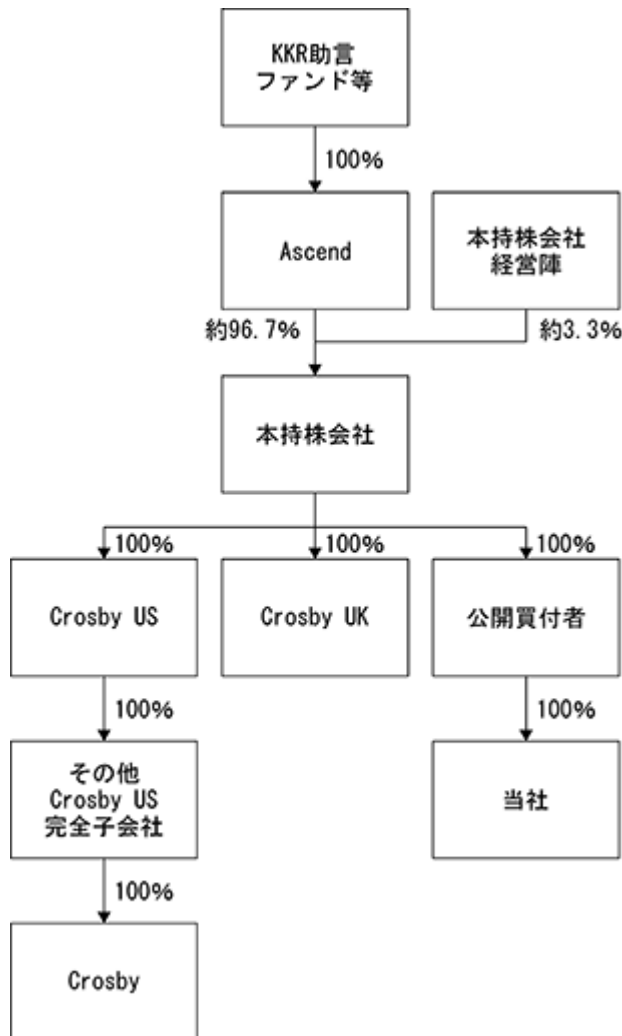 KKR助言
ファンド等
100%
Ascend
本持株会社
経営陣
約96.7%
約3.3%
本持株会社
100%
100%
100%
Crosby US
Crosby UK
公開買付者
100%
100%
その他
Crosby US
完全子会社
当社
100%
Crosby